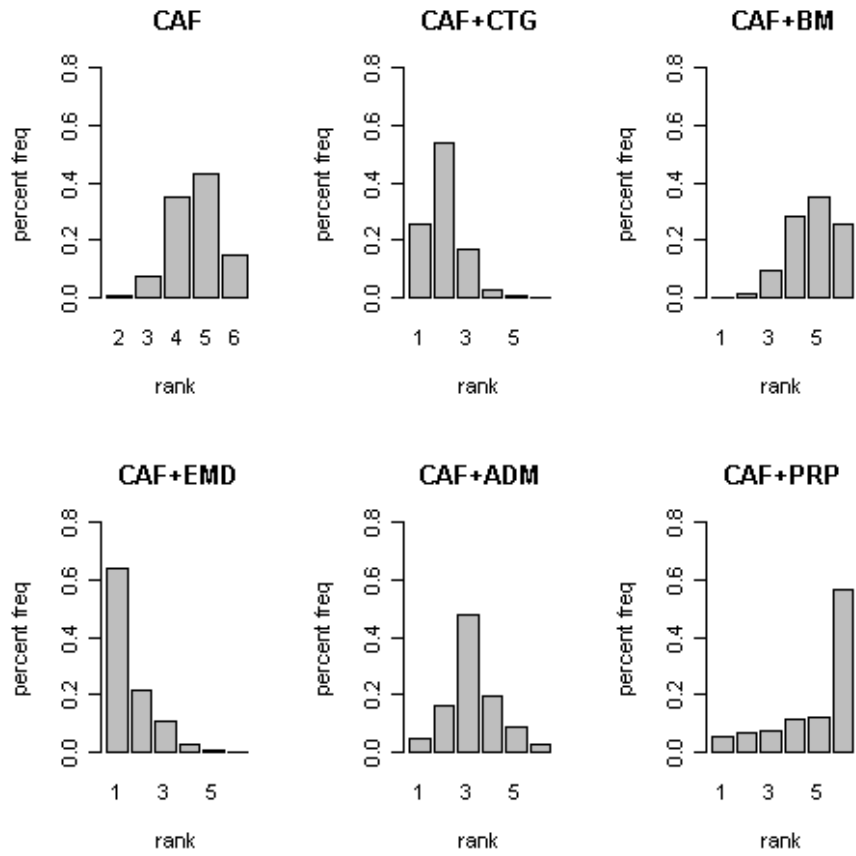 CAF CAF+CTG CAF+BM
percent freq percent freq percent freq
0.8 0.8 0.8
0.6 0.6 0.6
0.4 0.4 0.4
0.2 0.2 0.2
0.0 0.0 0.0
2 3 4 5 6 1 3 5 1 3 5
rank rank rank
CAF+EMD CAF+ADM CAF+PRP
percent freq percent freq percent freq
0.8 0.8 0.8
0.6 0.6 0.6
0.4 0.4 0.4
0.2 0.2 0.2
0.0 0.0 0.0
1 3 5 1 3 5 1 3 5
rank rank rank